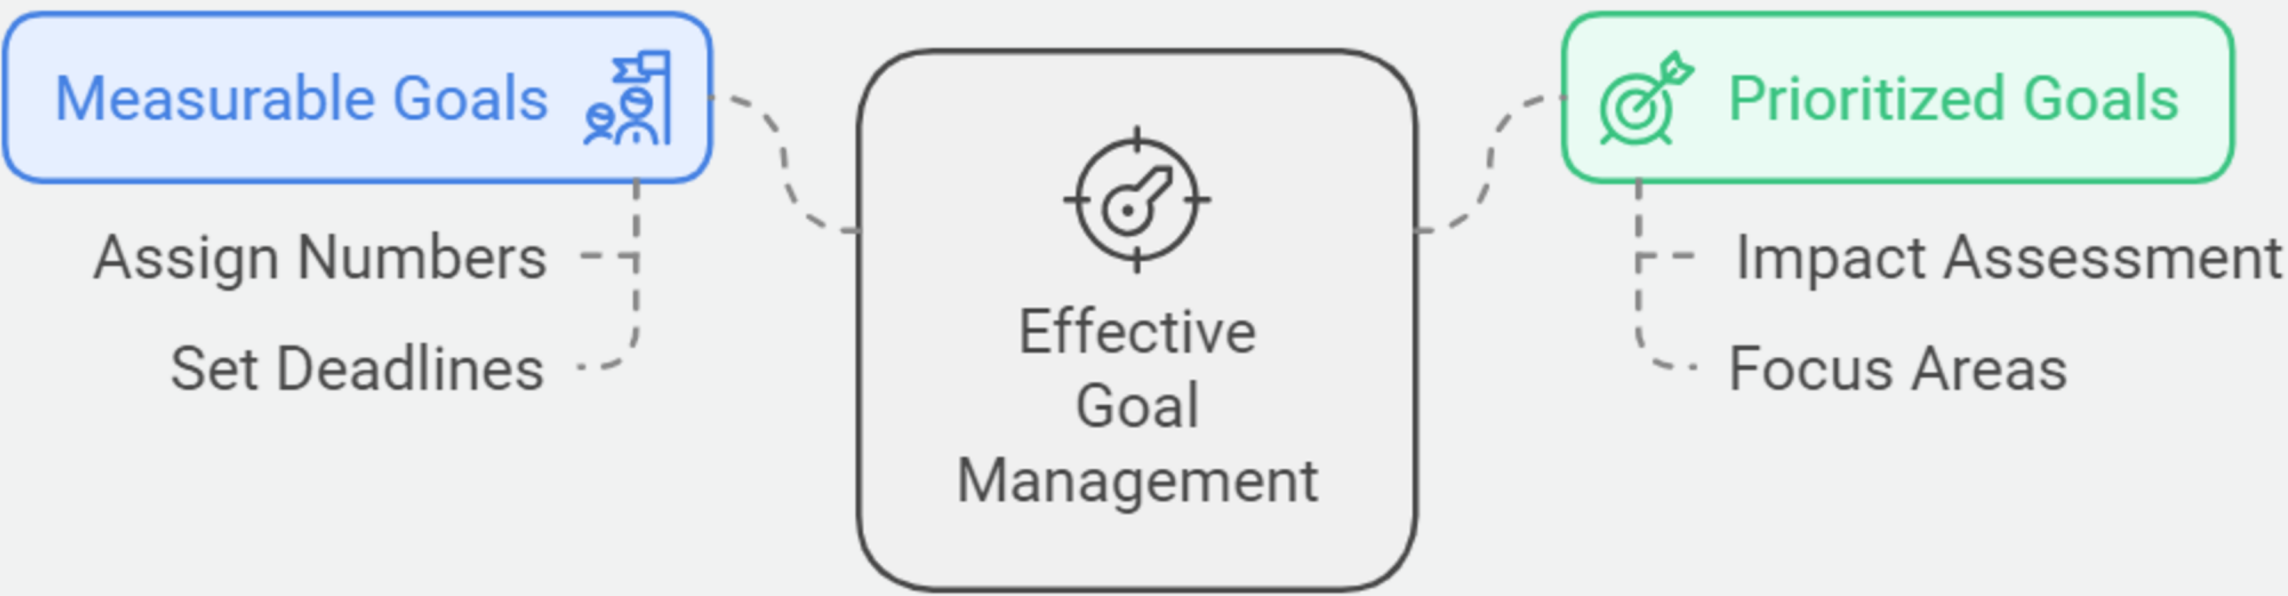 Measurable Goals
Assign Numbers
Set Deadlines
Effective
Goal
Management
Prioritized Goals
Impact Assessment
Focus Areas